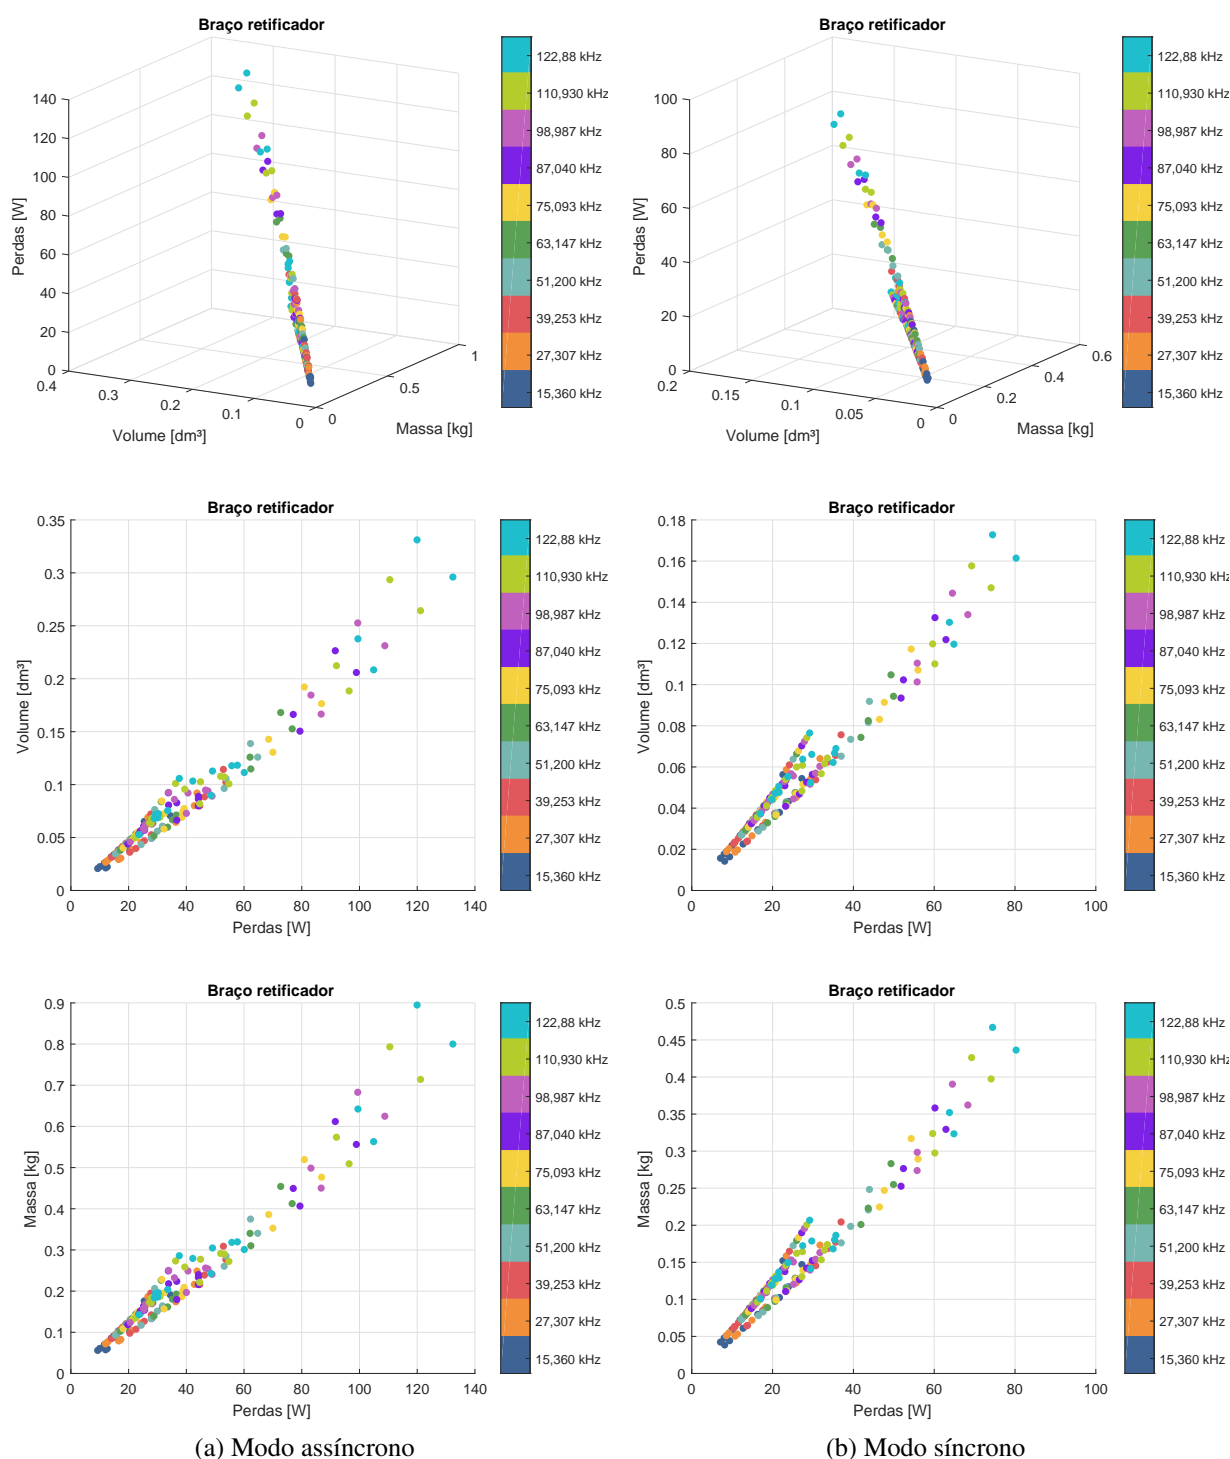 Braço retificador
140
120
100
80
60
40
20
0
Perdas [W]
0.4
0.3
0.2
0.1
0
Volume [dm³]
0
0.5
1
Massa [kg]
122,88 kHz
110,930 kHz
98,987 kHz
87,040 kHz
75,093 kHz
63,147 kHz
51,200 kHz
39,253 kHz
27,307 kHz
15,360 kHz
Braço retificador
100
80
60
40
20
0
Perdas [W]
0.2
0.15
0.1
0.05
0
Volume [dm³]
0
0.2
0.4
0.6
Massa [kg]
122,88 kHz
110,930 kHz
98,987 kHz
87,040 kHz
75,093 kHz
63,147 kHz
51,200 kHz
39,253 kHz
27,307 kHz
15,360 kHz
Braço retificador
0.35
0.3
0.25
0.2
0.15
0.1
0.05
0
Volume [dm³]
0 20 40 60 80 100 120 140
Perdas [W]
122,88 kHz
110,930 kHz
98,987 kHz
87,040 kHz
75,093 kHz
63,147 kHz
51,200 kHz
39,253 kHz
27,307 kHz
15,360 kHz
Braço retificador
0.18
0.16
0.14
0.12
0.1
0.08
0.06
0.04
0.02
0
Volume [dm³]
0 20 40 60 80 100
Perdas [W]
122,88 kHz
110,930 kHz
98,987 kHz
87,040 kHz
75,093 kHz
63,147 kHz
51,200 kHz
39,253 kHz
27,307 kHz
15,360 kHz
Braço retificador
0.9
0.8
0.7
0.6
0.5
0.4
0.3
0.2
0.1
0
Massa [kg]
0 20 40 60 80 100 120 140
Perdas [W]
122,88 kHz
110,930 kHz
98,987 kHz
87,040 kHz
75,093 kHz
63,147 kHz
51,200 kHz
39,253 kHz
27,307 kHz
15,360 kHz
(a) Modo assíncrono
Braço retificador
0.5
0.45
0.4
0.35
0.3
0.25
0.2
0.15
0.1
0.05
0
Massa [kg]
0 20 40 60 80 100
Perdas [W]
122,88 kHz
110,930 kHz
98,987 kHz
87,040 kHz
75,093 kHz
63,147 kHz
51,200 kHz
39,253 kHz
27,307 kHz
15,360 kHz
(b) Modo síncrono